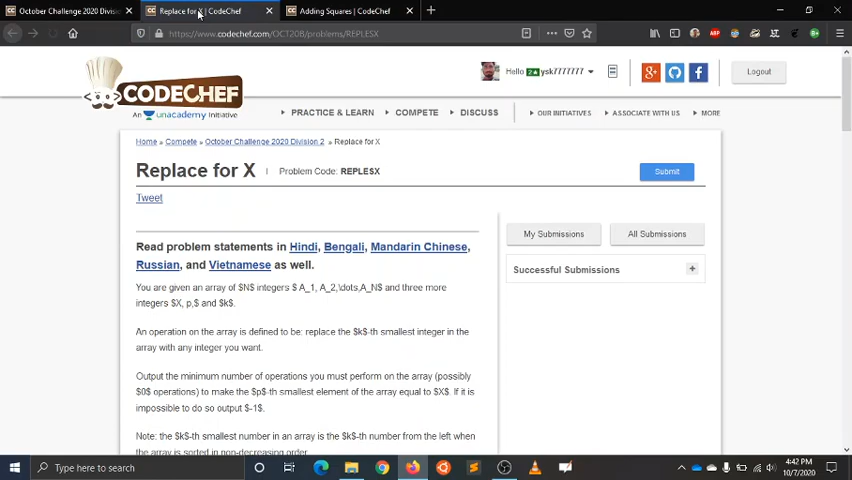 October Challenge 2020 Divisi
Replace for X | CodeChef
Adding Squares | CodeChef
https://www.codechef.com/OCT20B/problems/REPLESX
CODECHEF
An unacademy Initiative
Hello 2★ ysk7777777
Logout
PRACTICE & LEARN
COMPETE
DISCUSS
OUR INITIATIVES
ASSOCIATE WITH US
MORE
Home » Compete » October Challenge 2020 Division 2 » Replace for X
Replace for X
Problem Code: REPLESX
Submit
Tweet
My Submissions
All Submissions
Read problem statements in Hindi, Bengali, Mandarin Chinese,
Russian, and Vietnamese as well.
Successful Submissions
You are given an array of $N$ integers $ A_1, A_2,\dots,A_N$ and three more
integers $X, p,$ and $k$.
An operation on the array is defined to be: replace the $k$-th smallest integer in the
array with any integer you want.
Output the minimum number of operations you must perform on the array (possibly
$0$ operations) to make the $p$-th smallest element of the array equal to $X$. If it is
impossible to do so output $-1$.
Note: the $k$-th smallest number in an array is the $k$-th number from the left when
the array is sorted in non-decreasing order.
Type here to search
4:42 PM
10/7/2020